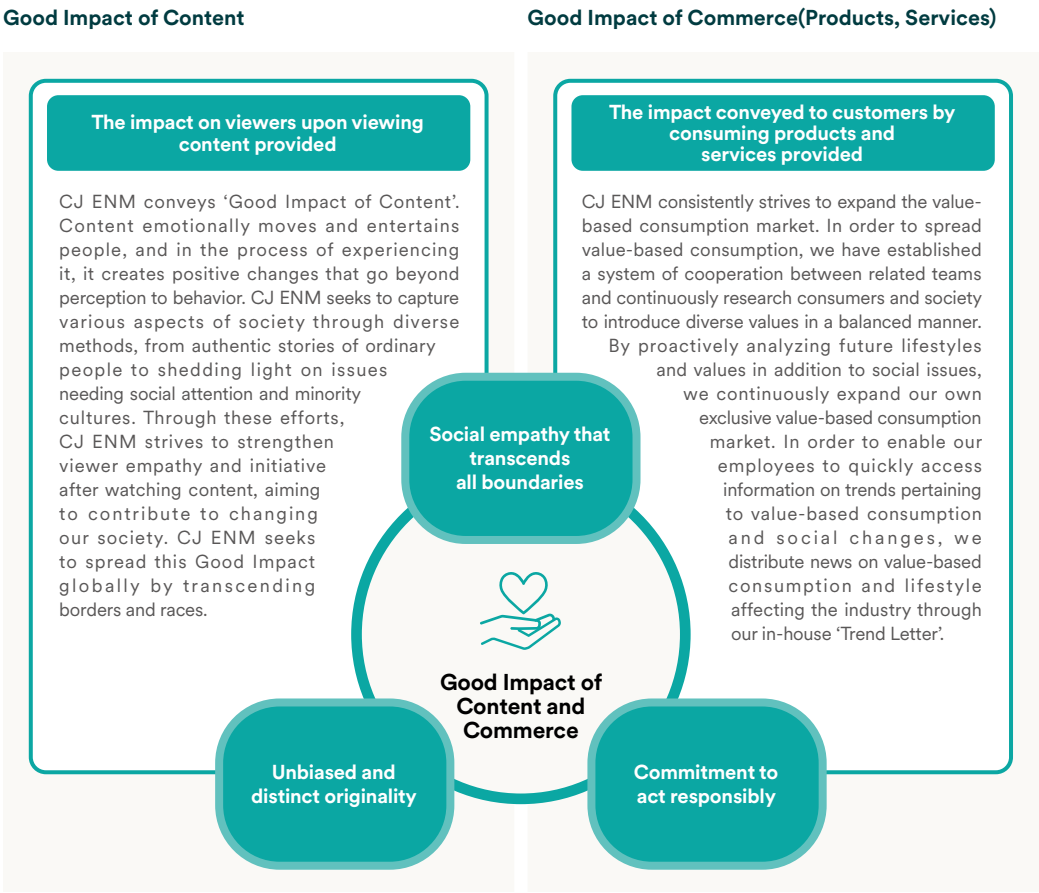 Good Impact of Content
The impact on viewers upon viewing
content provided
CJ ENM conveys ‘Good Impact of Content’.
Content emotionally moves and entertains
people, and in the process of experiencing
it, it creates positive changes that go beyond
perception to behavior. CJ ENM seeks to capture
various aspects of society through diverse
methods, from authentic stories of ordinary
people to shedding light on issues
needing social attention and minority
cultures. Through these efforts,
CJ ENM strives to strengthen
viewer empathy and initiative
after watching content, aiming
to contribute to changing
our society. CJ ENM seeks
to spread this Good Impact
globally by transcending
borders and races.
Good Impact of Commerce(Products, Services)
The impact conveyed to customers by
consuming products and
services provided
CJ ENM consistently strives to expand the value-
based consumption market. In order to spread
value-based consumption, we have established
a system of cooperation between related teams
and continuously research consumers and society
to introduce diverse values in a balanced manner.
By proactively analyzing future lifestyles
and values in addition to social issues,
we continuously expand our own
exclusive value-based consumption
market. In order to enable our
employees to quickly access
information on trends pertaining
to value-based consumption
and social changes, we
distribute news on value-based
consumption and lifestyle
affecting the industry through
our in-house ‘Trend Letter’.
Social empathy that
transcends
all boundaries
Good Impact of
Content and
Commerce
Unbiased and
distinct originality
Commitment to
act responsibly